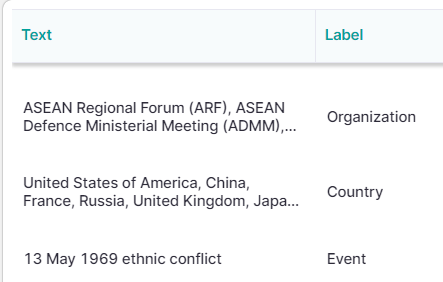 Text Label
ASEAN Regional Forum (ARF), ASEAN
Defence Ministerial Meeting (ADMM),...
Organization
United States of America, China,
France, Russia, United Kingdom, Japa...
Country
13 May 1969 ethnic conflict Event